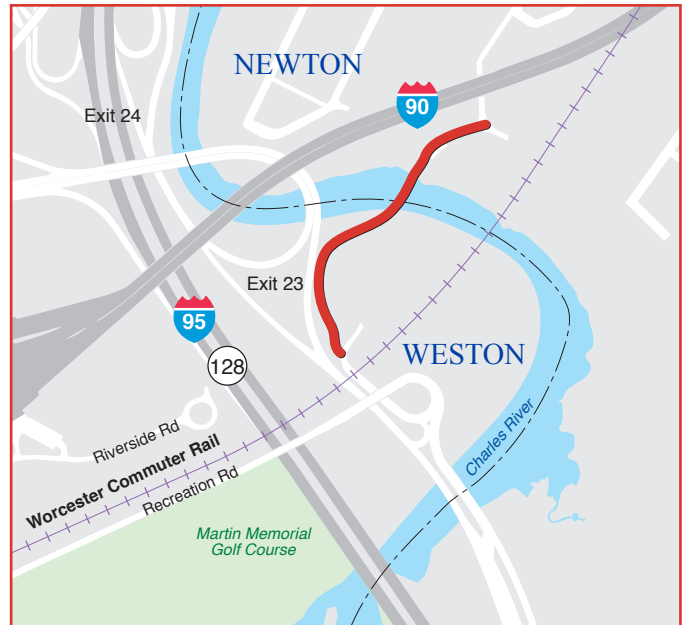 NEWTON
Exit 24
90
Exit 23
95
128
WESTON
Riverside Rd
Worcester Commuter Rail
Recreation Rd
Charles River
Martin Memorial
Golf Course